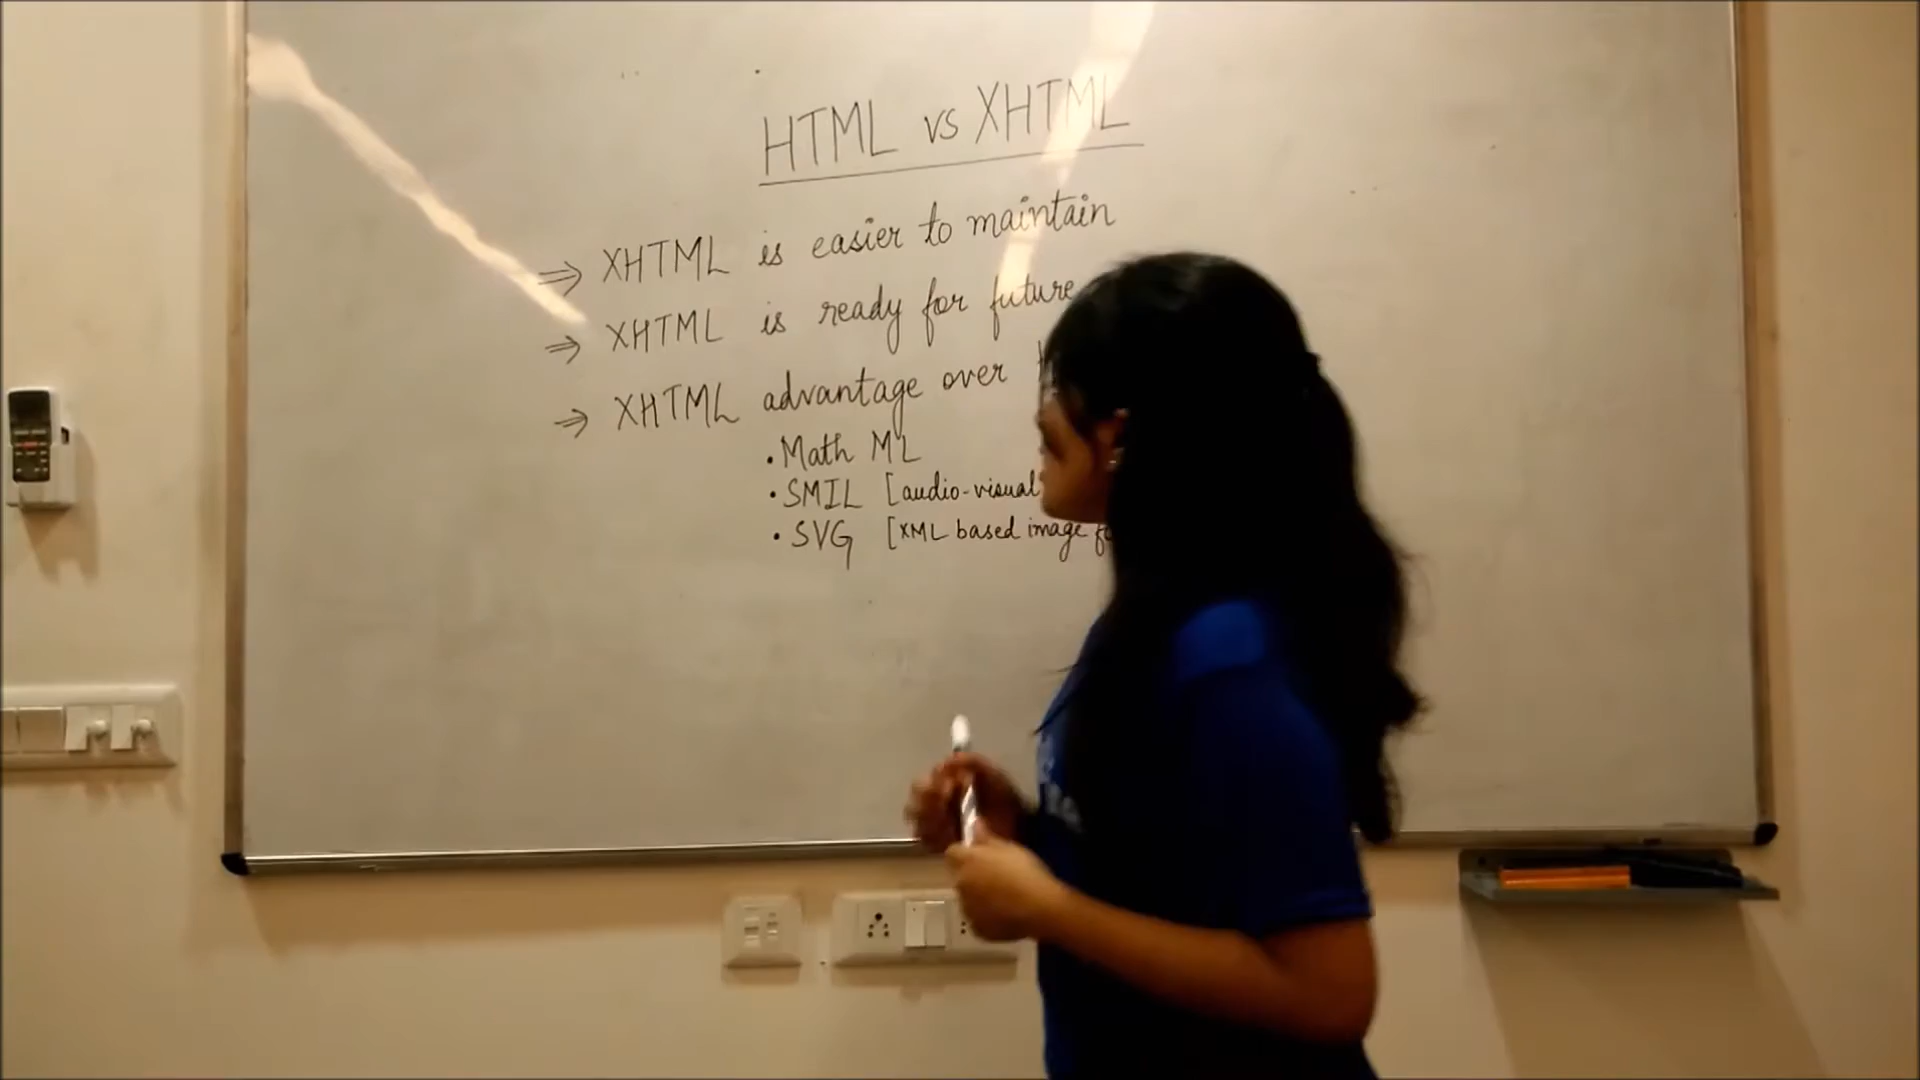 HTML vs XHTML
⇒ XHTML is easier to maintain
⇒ XHTML is ready for future
⇒ XHTML advantage over
• Math ML
• SMIL [audio-visual
• SVG [XML based image